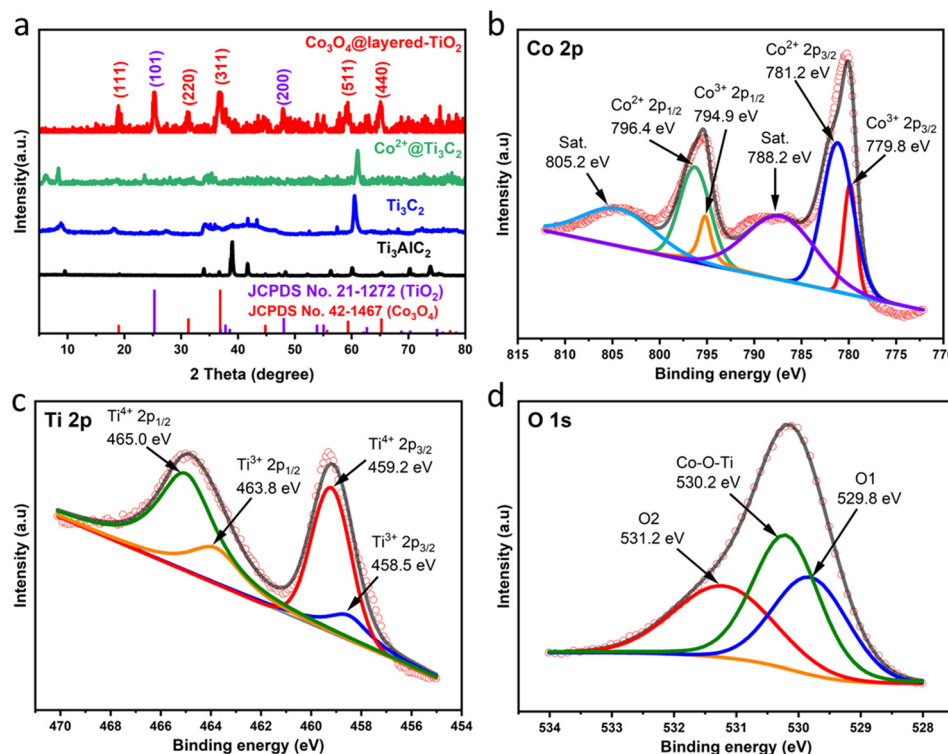 a
Co₃O₄@layered-TiO₂
(111)
(101)
(220)
(311)
(200)
(511)
(440)
Co²⁺@Ti₃C₂
Ti₃C₂
Ti₃AlC₂
JCPDS No. 21-1272 (TiO₂)
JCPDS No. 42-1467 (Co₃O₄)
Intensity(a.u.)
10 20 30 40 50 60 70 80
2 Theta (degree)
b
Co 2p
Co²⁺ 2p₃/₂
781.2 eV
Co³⁺ 2p₁/₂
794.9 eV
Co²⁺ 2p₁/₂
796.4 eV
Co³⁺ 2p₃/₂
779.8 eV
Sat.
805.2 eV
Sat.
788.2 eV
Intensity (a.u.)
815 805 800 795 790 785 780 775 770
Binding energy (eV)
c
Ti 2p
Ti⁴⁺ 2p₁/₂
465.0 eV
Ti³⁺ 2p₁/₂
463.8 eV
Ti⁴⁺ 2p₃/₂
459.2 eV
Ti³⁺ 2p₃/₂
458.5 eV
Intensity (a.u)
470 468 466 464 462 460 458 456 454
Binding energy (eV)
d
O 1s
Co-O-Ti
530.2 eV
O1
529.8 eV
O2
531.2 eV
Intensity (a.u)
534 533 532 531 530 529 528
Binding energy (eV)